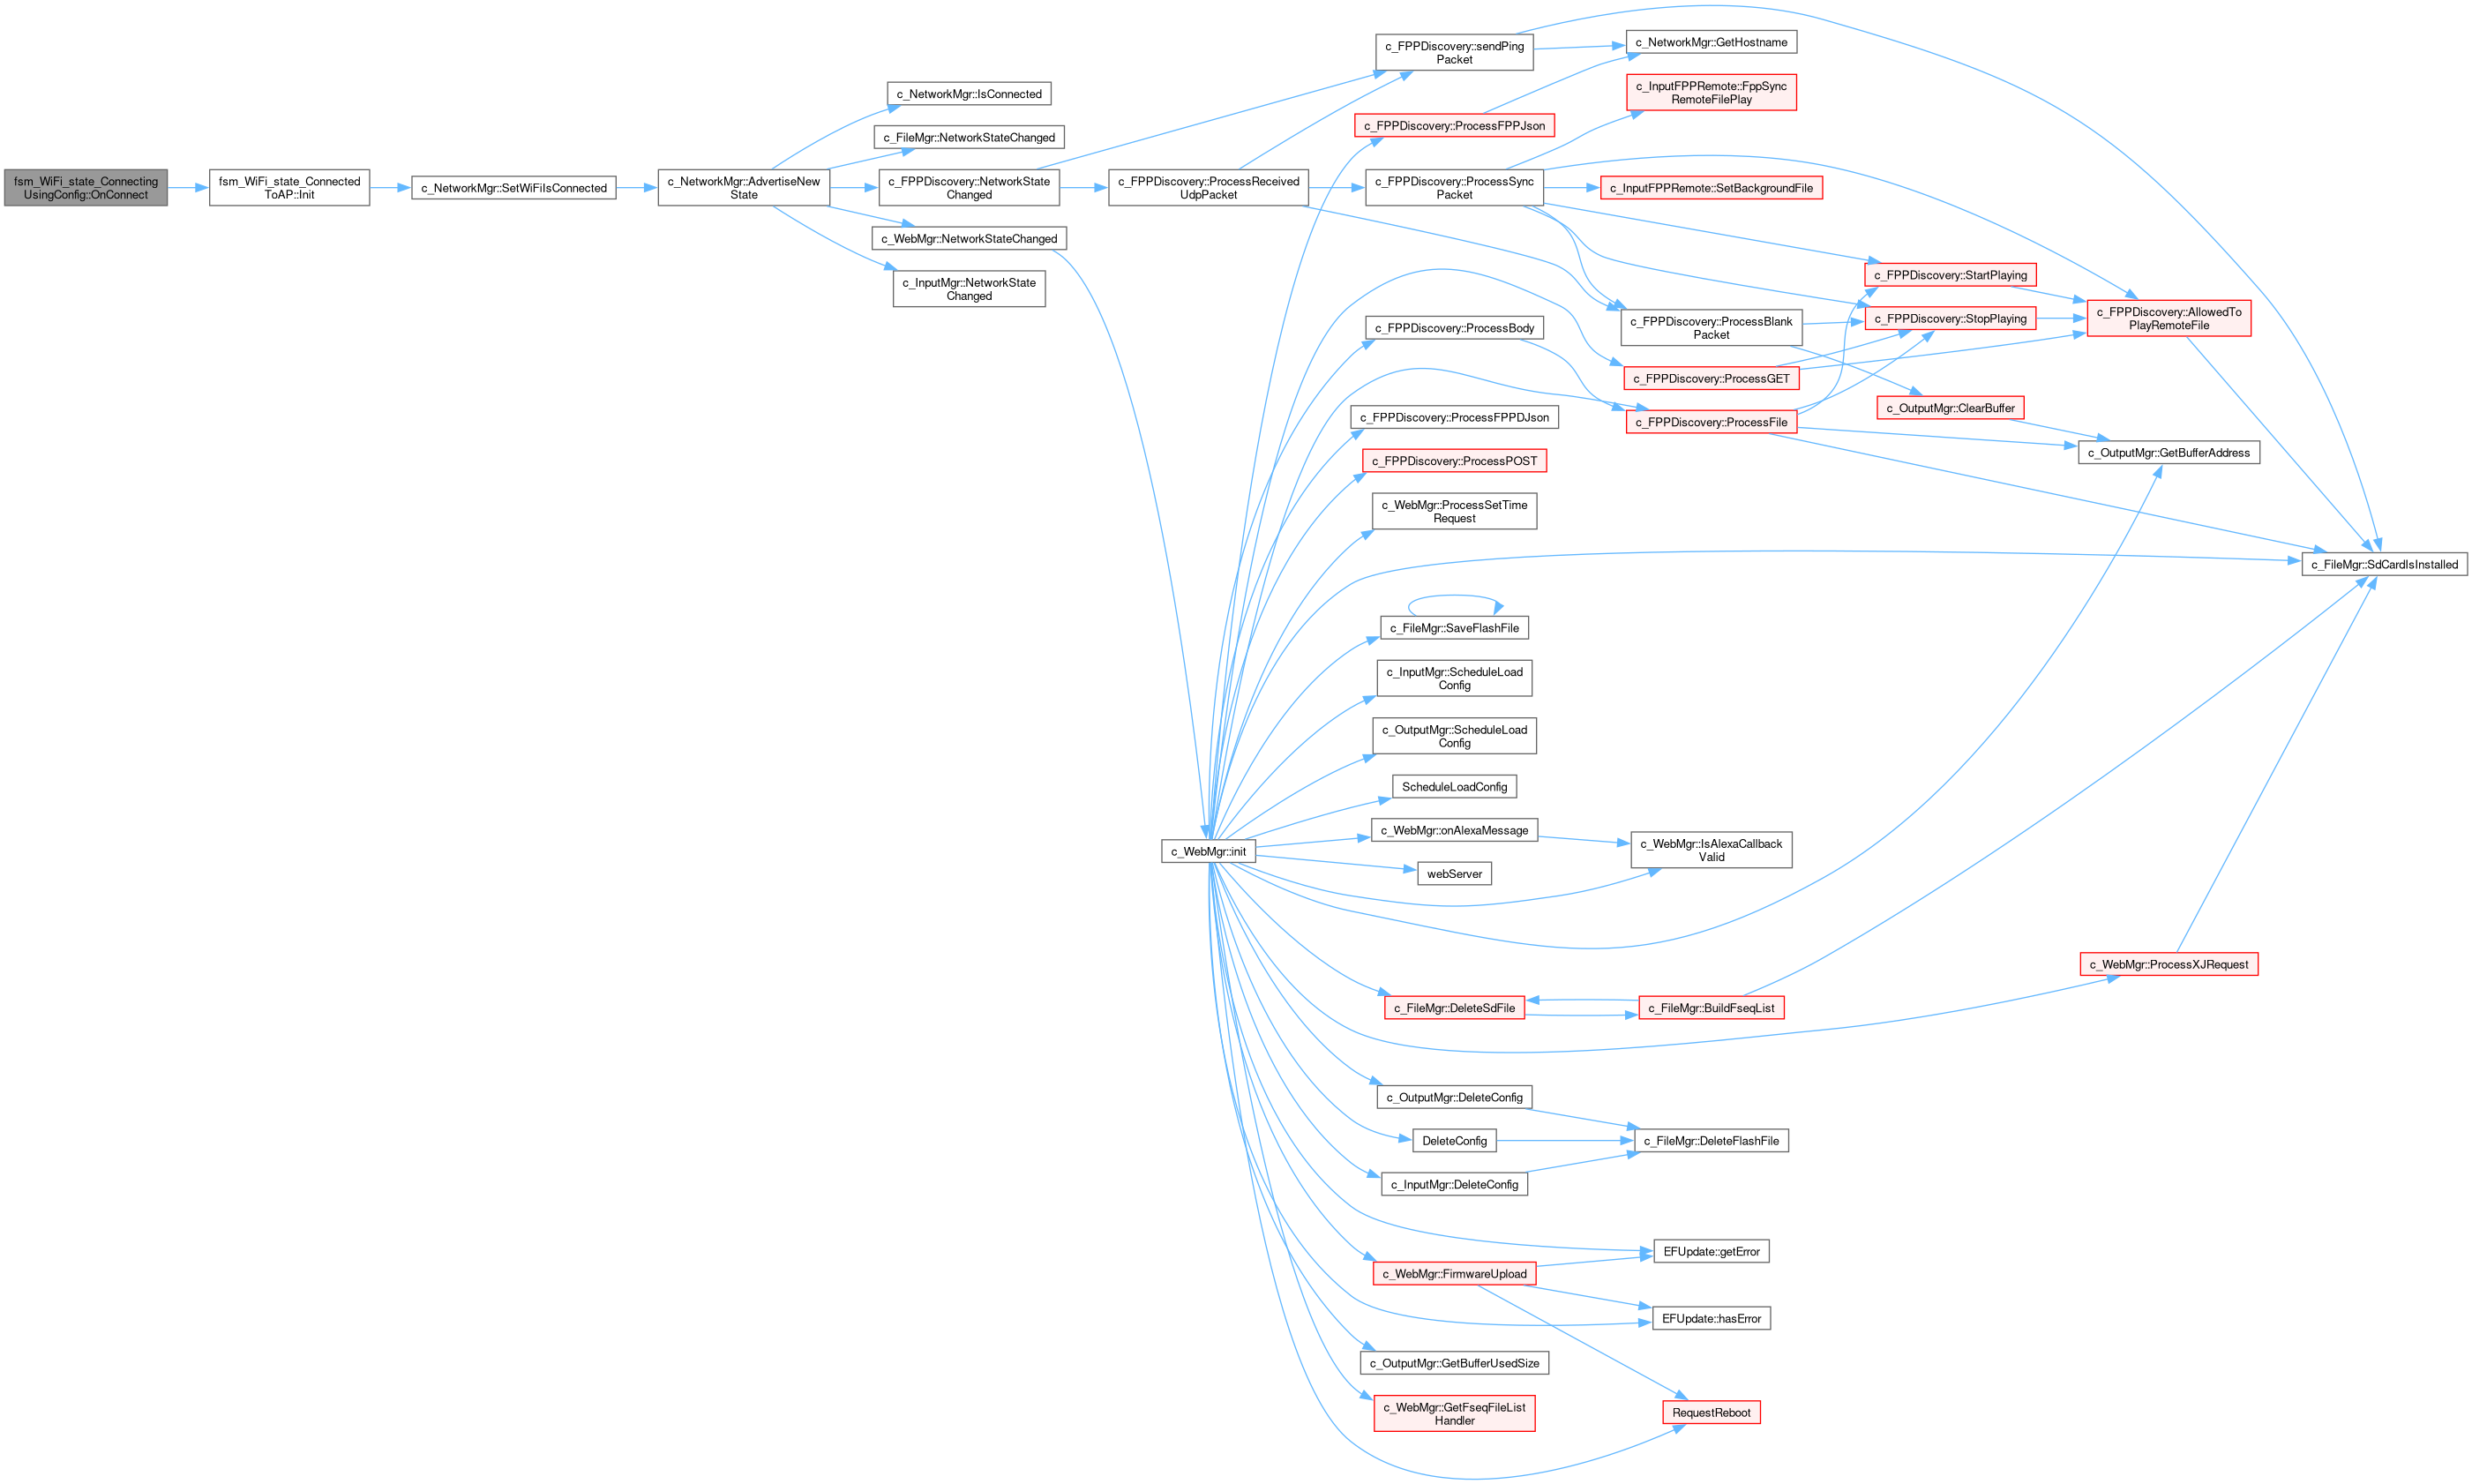 fsm_WiFi_state_Connecting
UsingConfig::OnConnect
fsm_WiFi_state_Connected
ToAP::Init
c_NetworkMgr::SetWiFiIsConnected
c_NetworkMgr::AdvertiseNew
State
c_NetworkMgr::IsConnected
c_FileMgr::NetworkStateChanged
c_FPPDiscovery::NetworkState
Changed
c_WebMgr::NetworkStateChanged
c_InputMgr::NetworkState
Changed
c_FPPDiscovery::ProcessReceived
UdpPacket
c_WebMgr::init
c_FPPDiscovery::sendPing
Packet
c_FPPDiscovery::ProcessFPPJson
c_FPPDiscovery::ProcessSync
Packet
c_FPPDiscovery::ProcessBody
c_FPPDiscovery::ProcessFPPDJson
c_FPPDiscovery::ProcessPOST
c_WebMgr::ProcessSetTime
Request
c_FileMgr::SaveFlashFile
c_InputMgr::ScheduleLoad
Config
c_OutputMgr::ScheduleLoad
Config
ScheduleLoadConfig
c_WebMgr::onAlexaMessage
webServer
c_FileMgr::DeleteSdFile
c_OutputMgr::DeleteConfig
DeleteConfig
c_InputMgr::DeleteConfig
c_WebMgr::FirmwareUpload
c_OutputMgr::GetBufferUsedSize
c_WebMgr::GetFseqFileList
Handler
c_NetworkMgr::GetHostname
c_InputFPPRemote::FppSync
RemoteFilePlay
c_InputFPPRemote::SetBackgroundFile
c_FPPDiscovery::ProcessBlank
Packet
c_FPPDiscovery::ProcessGET
c_FPPDiscovery::ProcessFile
c_WebMgr::IsAlexaCallback
Valid
c_FileMgr::BuildFseqList
c_FileMgr::DeleteFlashFile
EFUpdate::getError
EFUpdate::hasError
RequestReboot
c_FPPDiscovery::StartPlaying
c_FPPDiscovery::StopPlaying
c_OutputMgr::ClearBuffer
c_FPPDiscovery::AllowedTo
PlayRemoteFile
c_OutputMgr::GetBufferAddress
c_WebMgr::ProcessXJRequest
c_FileMgr::SdCardIsInstalled